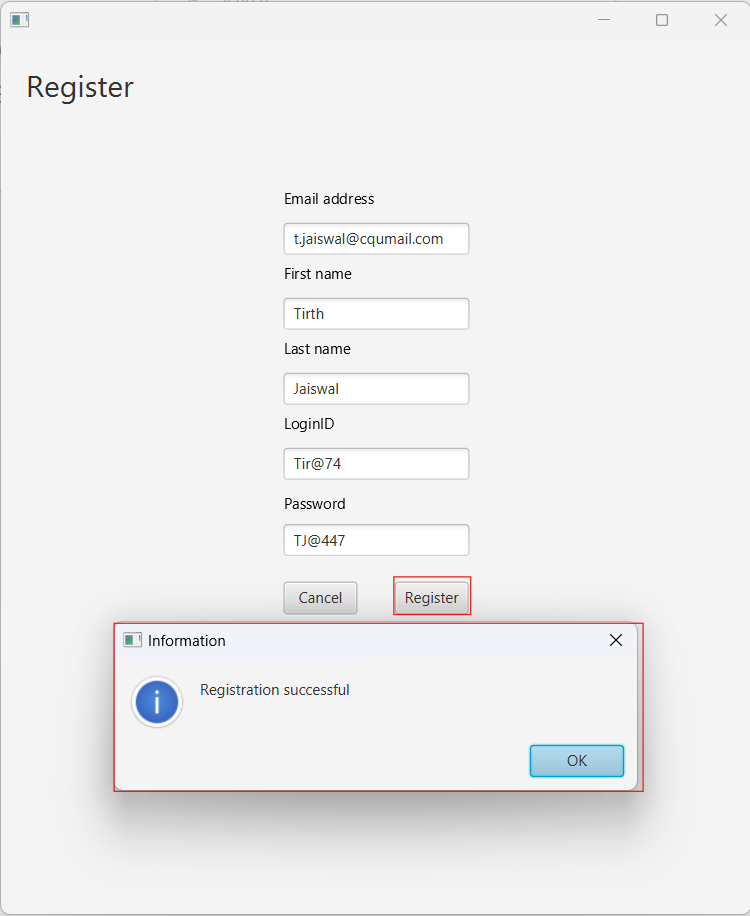 Register
Email address
t.jaiswal@cqumail.com
First name
Tirth
Last name
Jaiswal
LoginID
Tir@74
Password
TJ@447
Cancel Register
Information
Registration successful
OK